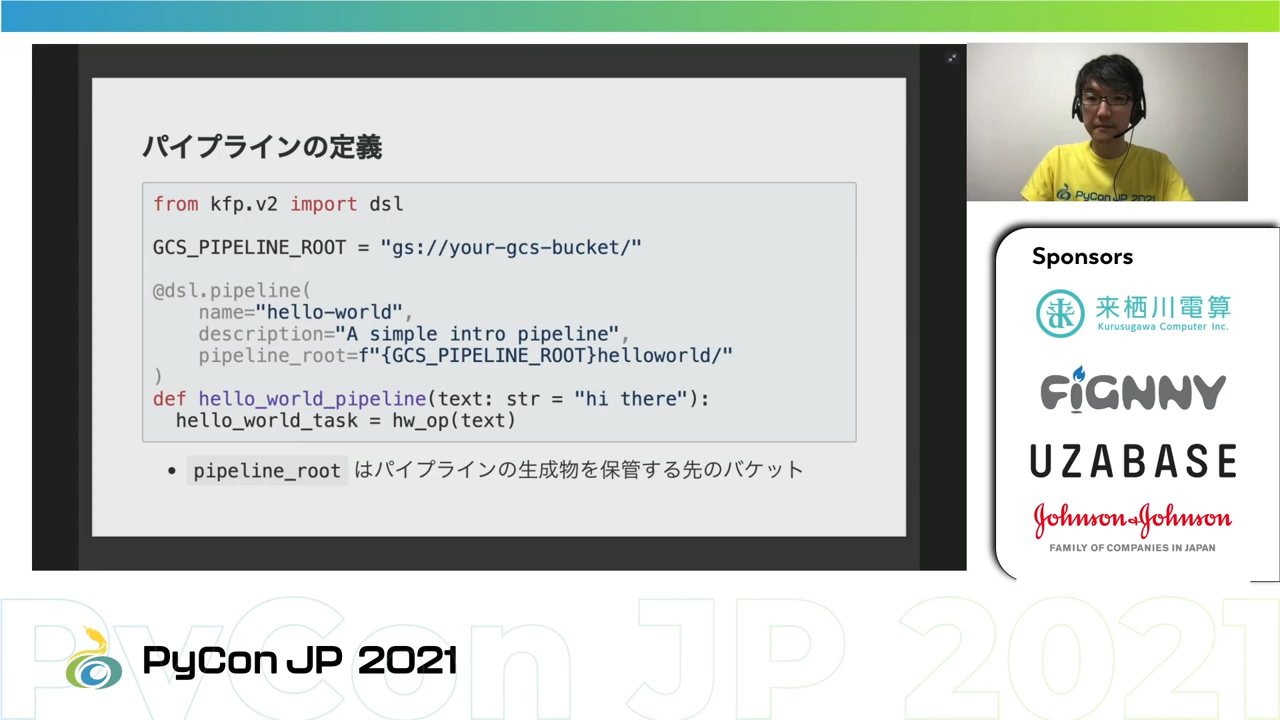 パイプラインの定義
from kfp.v2 import dsl
GCS_PIPELINE_ROOT = "gs://your-gcs-bucket/"
@dsl.pipeline(
    name="hello-world",
    description="A simple intro pipeline",
    pipeline_root=f"{GCS_PIPELINE_ROOT}helloworld/"
)
def hello_world_pipeline(text: str = "hi there"):
  hello_world_task = hw_op(text)
• pipeline_root はパイプラインの生成物を保管する先のバケット
PyCon JP 2021
Sponsors
来栖川電算
Kurusugawa Computer Inc.
FiGNNY
UZABASE
Johnson & Johnson
FAMILY OF COMPANIES IN JAPAN
PyCon JP 2021
PyCon JP 2021